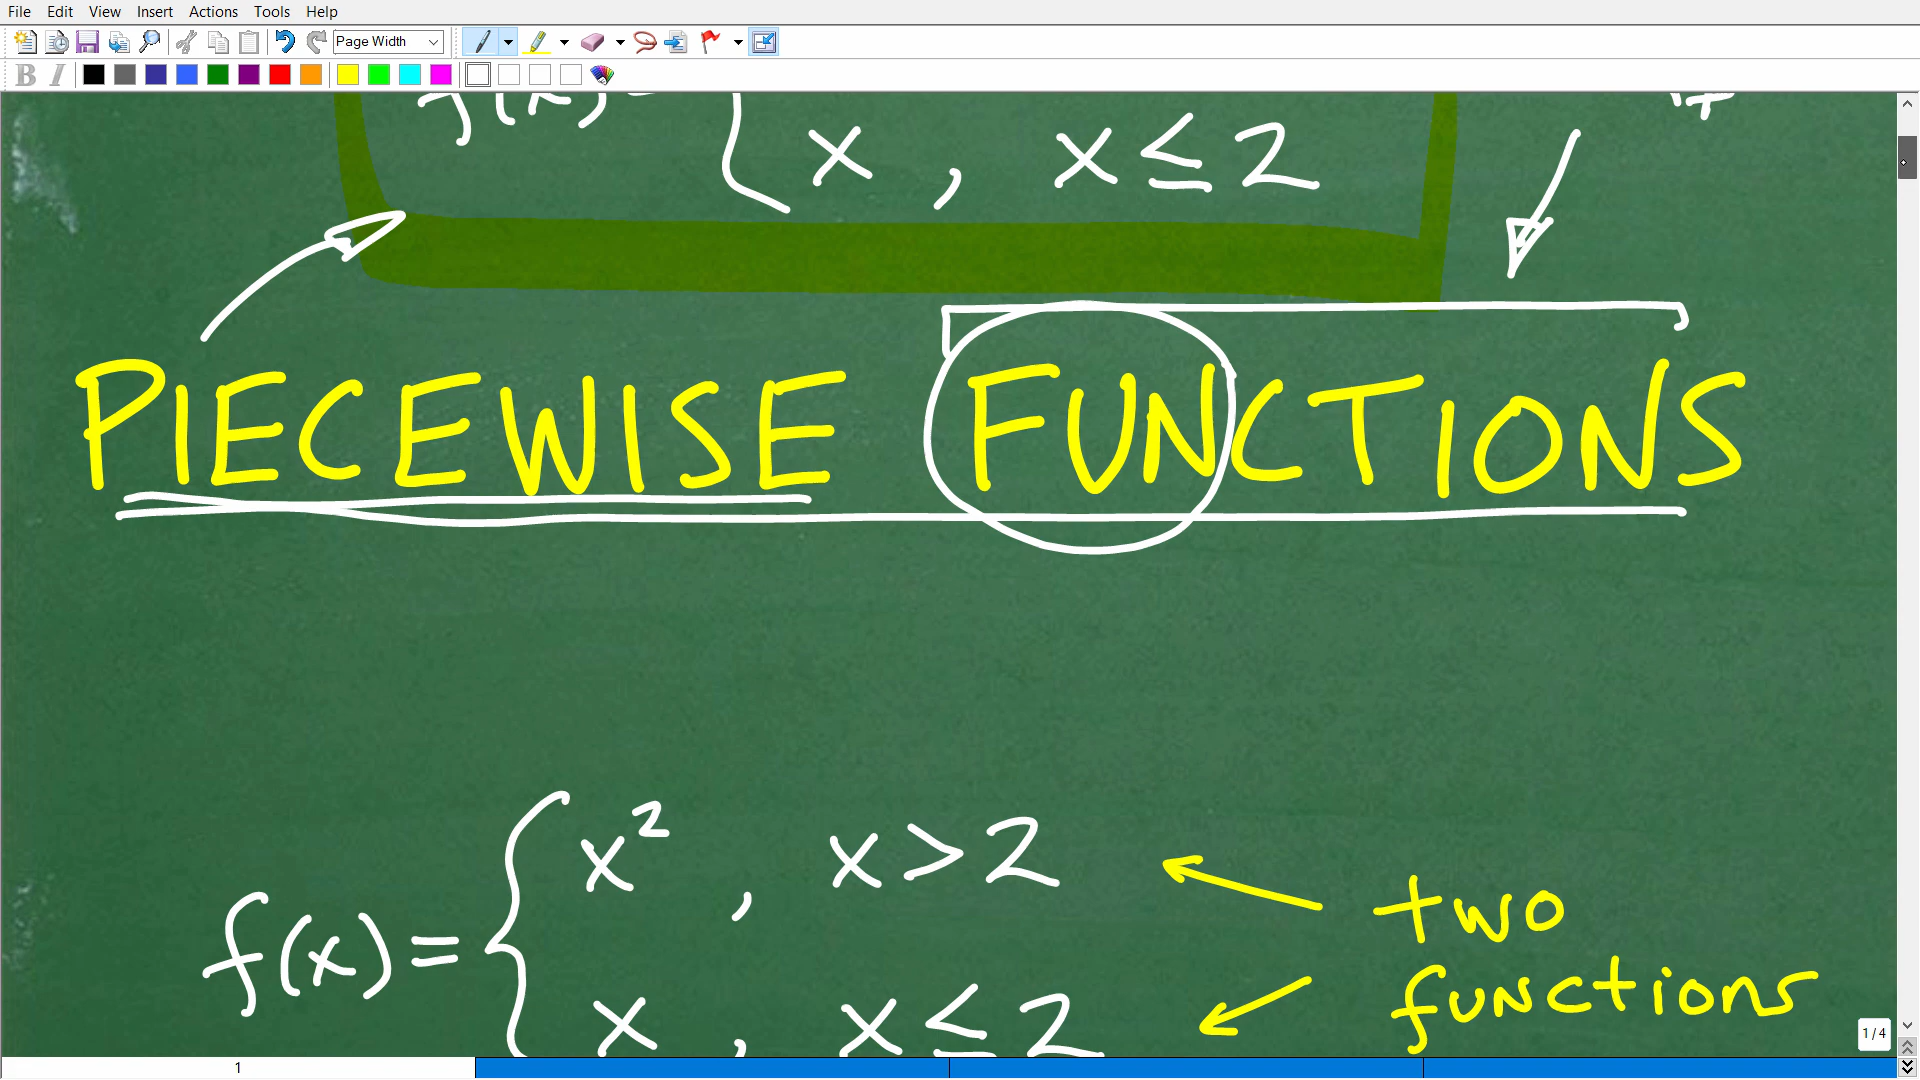 File Edit View Insert Actions Tools Help
Page Width
B I
f(x)=
x , x ≤ 2
PIECEWISE FUNCTIONS
x² , x > 2
two
f(x) =
functions
x , x ≤ 2
1 / 4
1